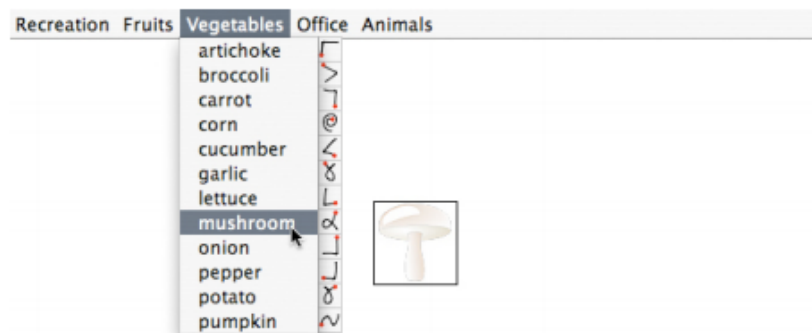 Recreation Fruits Vegetables Office Animals
artichoke
broccoli
carrot
corn
cucumber
garlic
lettuce
mushroom
onion
pepper
potato
pumpkin